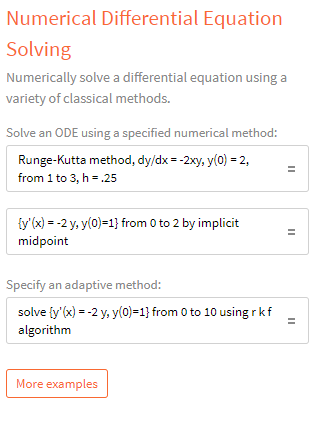 Numerical Differential Equation
Solving
Numerically solve a differential equation using a
variety of classical methods.
Solve an ODE using a specified numerical method:
Runge-Kutta method, dy/dx = -2xy, y(0) = 2,
from 1 to 3, h = .25
=
{y'(x) = -2 y, y(0)=1} from 0 to 2 by implicit
midpoint
=
Specify an adaptive method:
solve {y'(x) = -2 y, y(0)=1} from 0 to 10 using r k f
algorithm
=
More examples